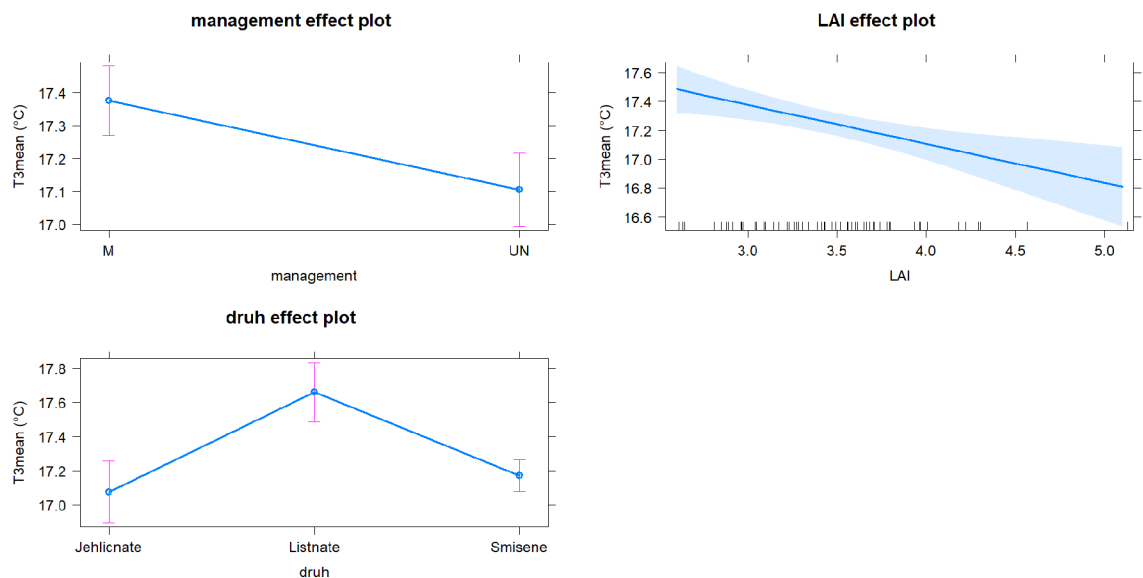 management effect plot
T3mean (°C)
17.4
17.3
17.2
17.1
17.0
M
UN
management
LAI effect plot
T3mean (°C)
17.6
17.4
17.2
17.0
16.8
16.6
3.0
3.5
4.0
4.5
5.0
LAI
druh effect plot
T3mean (°C)
17.8
17.6
17.4
17.2
17.0
Jehlicnate
Listnate
Smisene
druh